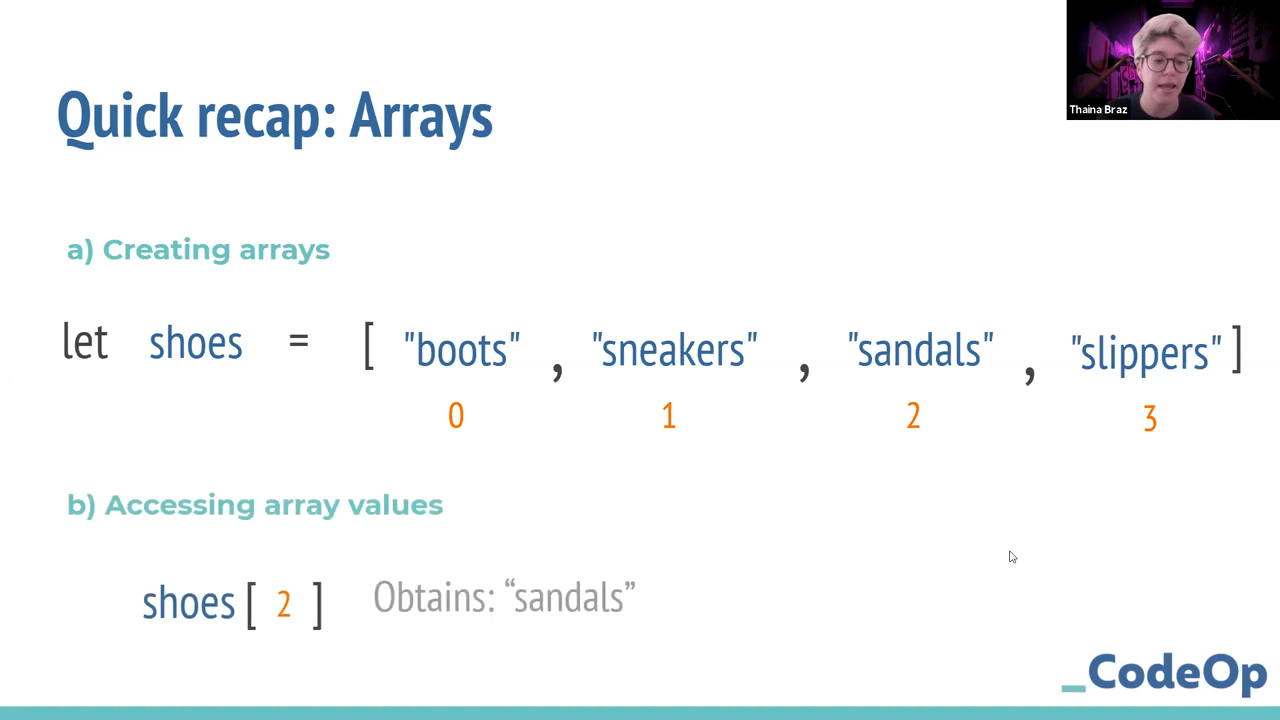 Thaina Braz
Quick recap: Arrays
a) Creating arrays
let shoes = [ "boots" , "sneakers" , "sandals" , "slippers" ]
0 1 2 3
b) Accessing array values
shoes [ 2 ] Obtains: “sandals”
_CodeOp